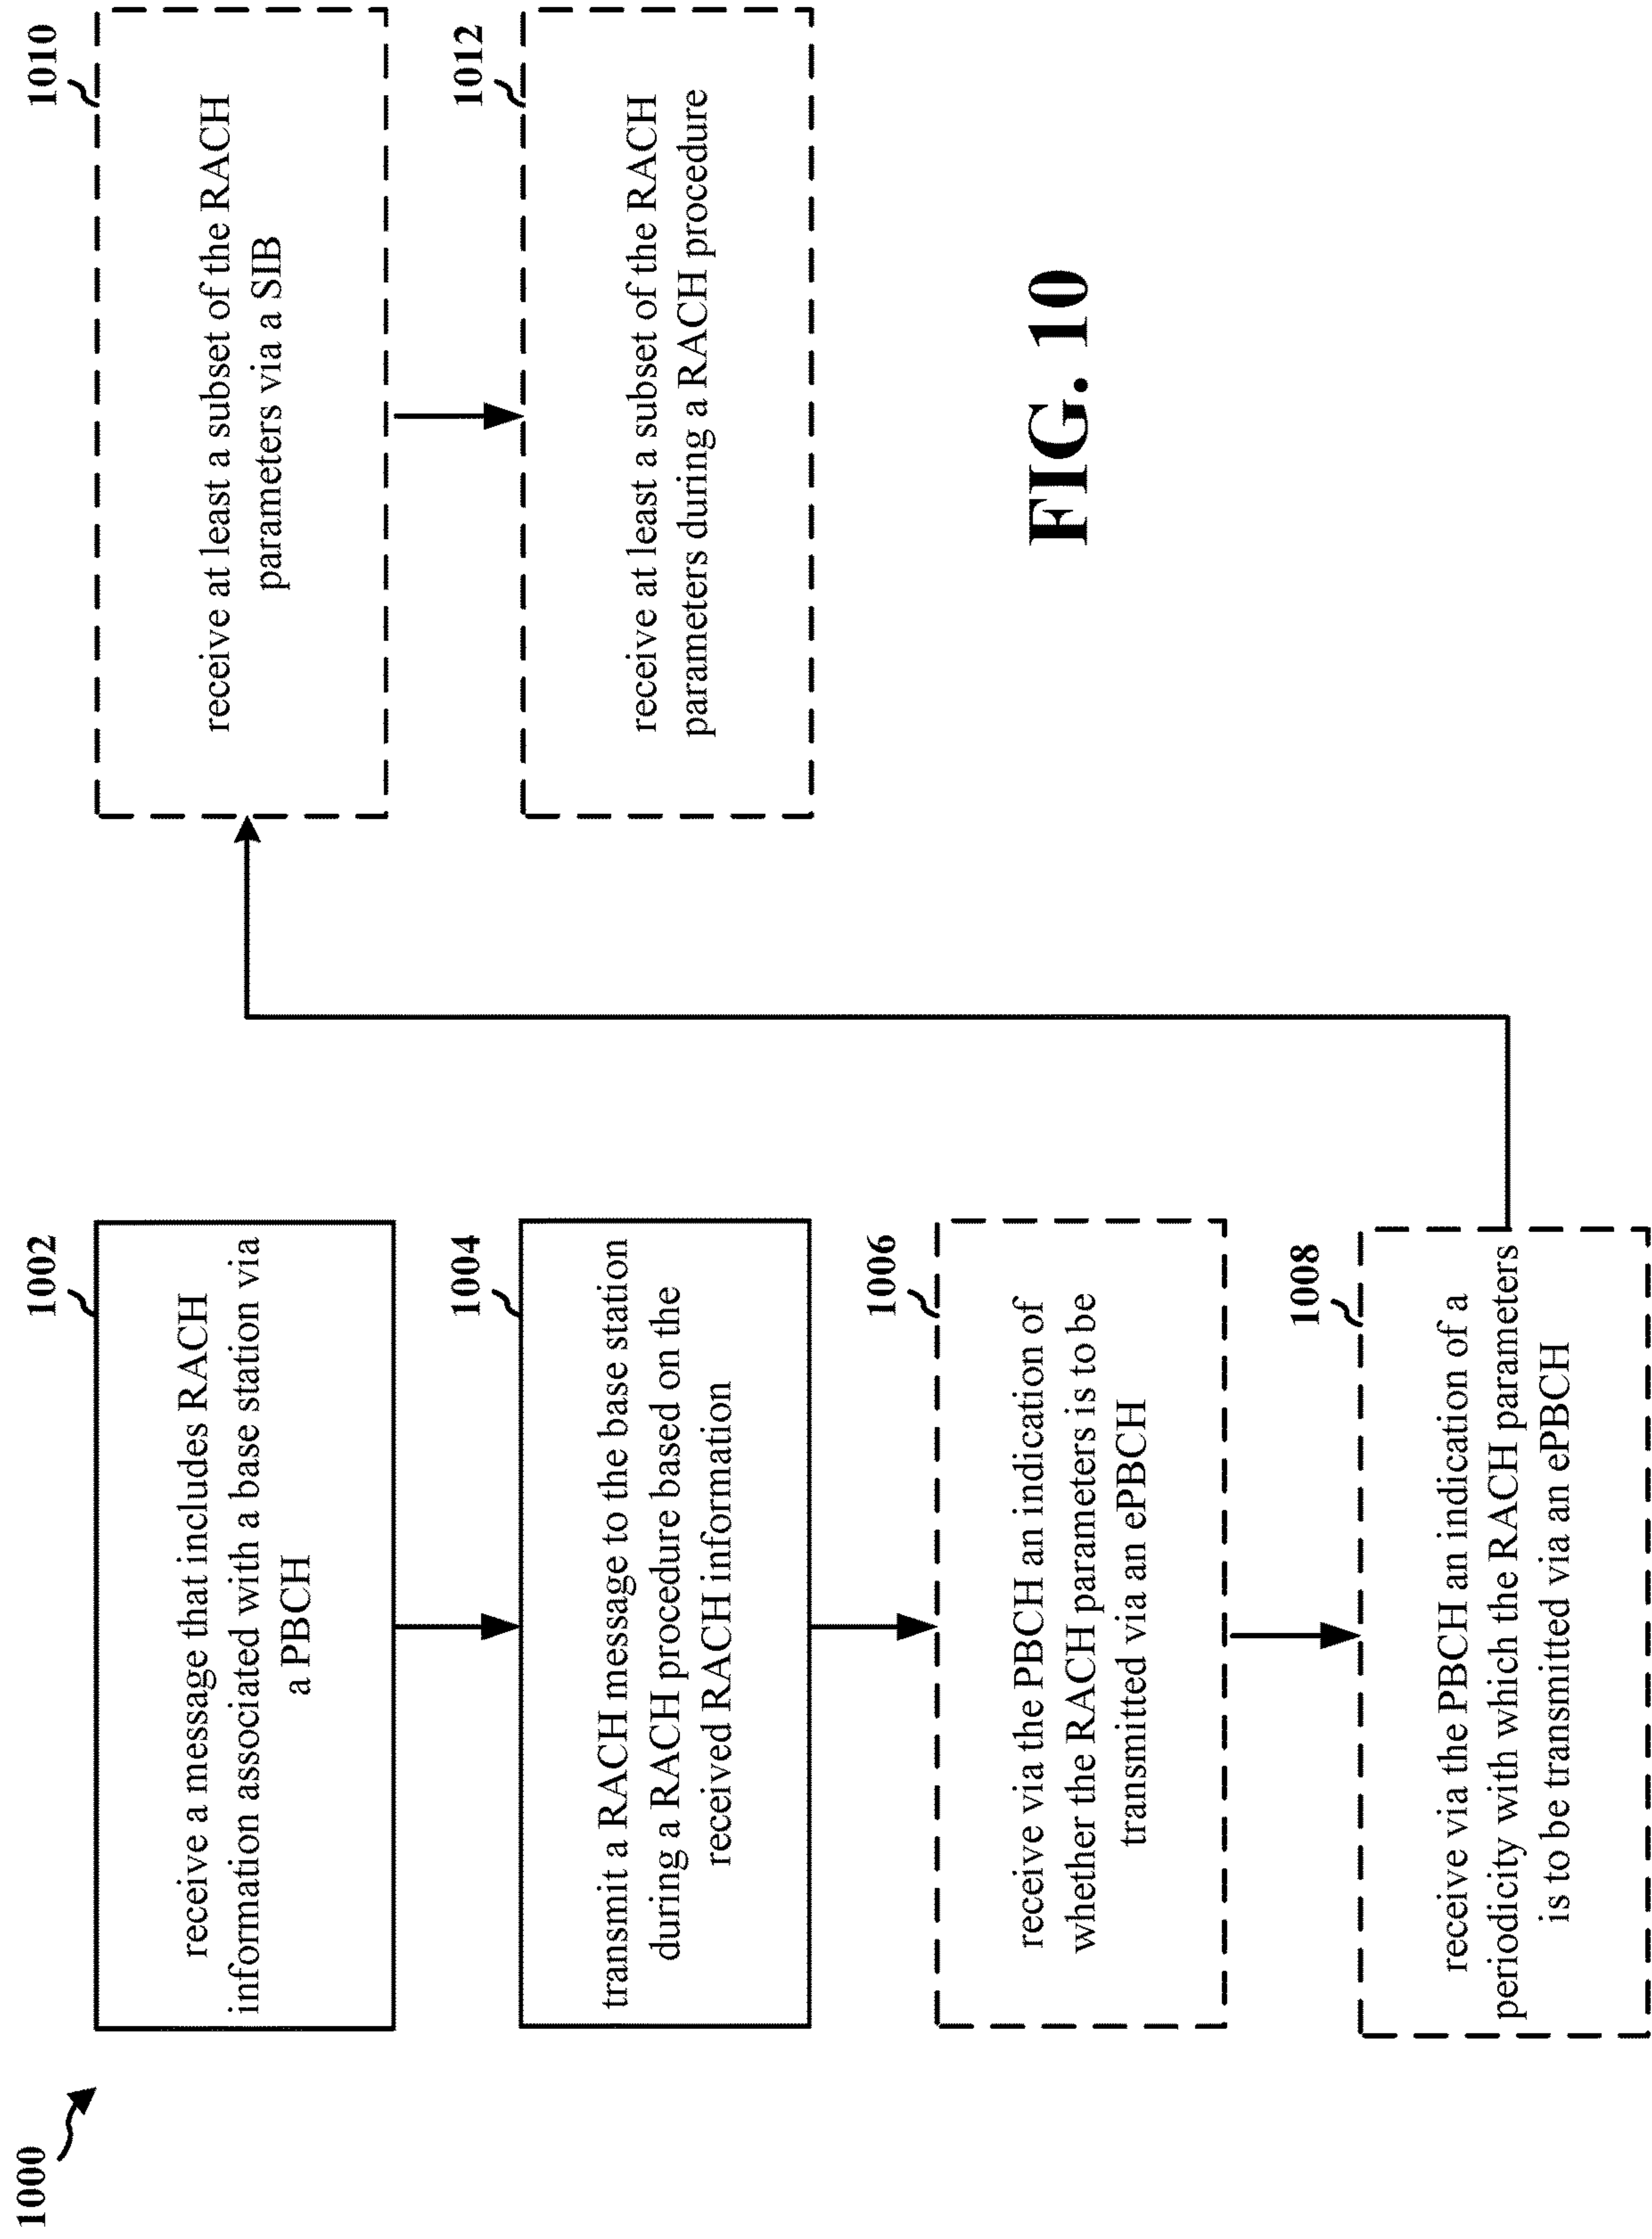 1000
1002
receive a message that includes RACH
information associated with a base station via
a PBCH
1004
transmit a RACH message to the base station
during a RACH procedure based on the
received RACH information
1006
receive via the PBCH an indication of
whether the RACH parameters is to be
transmitted via an ePBCH
1008
receive via the PBCH an indication of a
periodicity with which the RACH parameters
is to be transmitted via an ePBCH
1010
receive at least a subset of the RACH
parameters via a SIB
1012
receive at least a subset of the RACH
parameters during a RACH procedure
FIG. 10